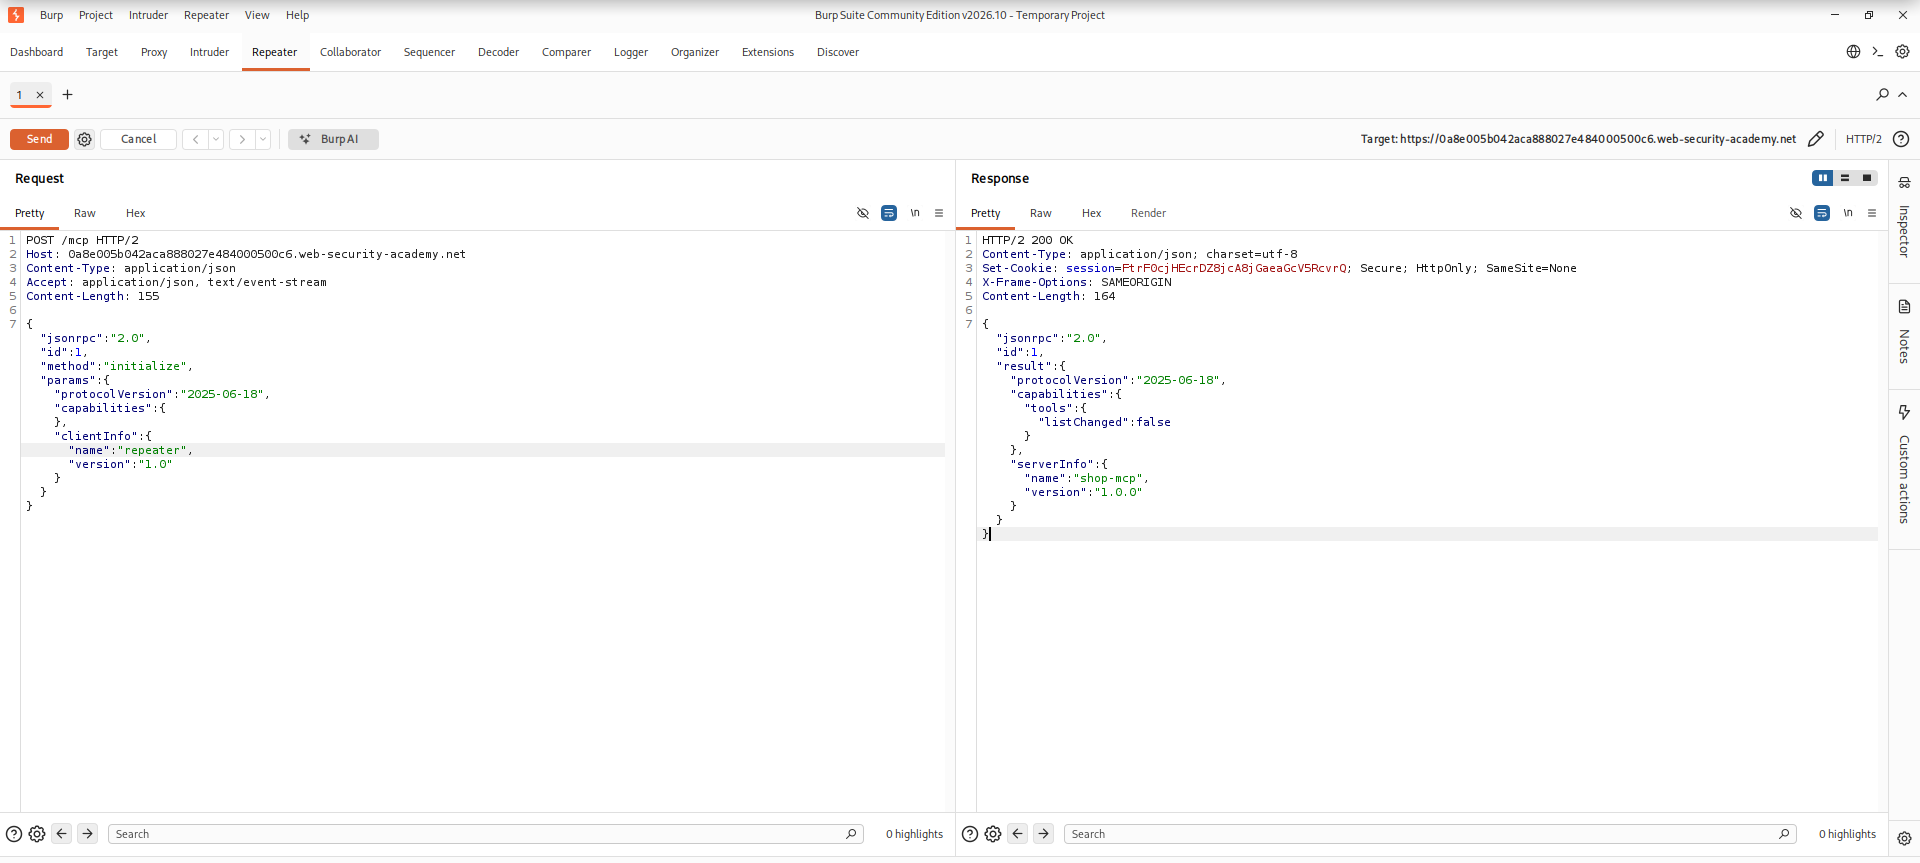 Burp Project Intruder Repeater View Help
Burp Suite Community Edition v2026.10 - Temporary Project
Dashboard Target Proxy Intruder Repeater Collaborator Sequencer Decoder Comparer Logger Organizer Extensions Discover
1 × +
Send Cancel < > Burp AI
Target: https://0a8e005b042aca888027e484000500c6.web-security-academy.net HTTP/2
Request
Pretty Raw Hex
\n
1 POST /mcp HTTP/2
2 Host: 0a8e005b042aca888027e484000500c6.web-security-academy.net
3 Content-Type: application/json
4 Accept: application/json, text/event-stream
5 Content-Length: 155
6
7 {
"jsonrpc":"2.0",
"id":1,
"method":"initialize",
"params":{
"protocolVersion":"2025-06-18",
"capabilities":{
},
"clientInfo":{
"name":"repeater",
"version":"1.0"
}
}
}
Search
0 highlights
Response
Pretty Raw Hex Render
\n
1 HTTP/2 200 OK
2 Content-Type: application/json; charset=utf-8
3 Set-Cookie: session=FtrFOcjHEcrDZ8jcA8jGaeaGcV5RcvrQ; Secure; HttpOnly; SameSite=None
4 X-Frame-Options: SAMEORIGIN
5 Content-Length: 164
6
7 {
"jsonrpc":"2.0",
"id":1,
"result":{
"protocolVersion":"2025-06-18",
"capabilities":{
"tools":{
"listChanged":false
}
},
"serverInfo":{
"name":"shop-mcp",
"version":"1.0.0"
}
}
}
Search
0 highlights
Inspector
Notes
Custom actions